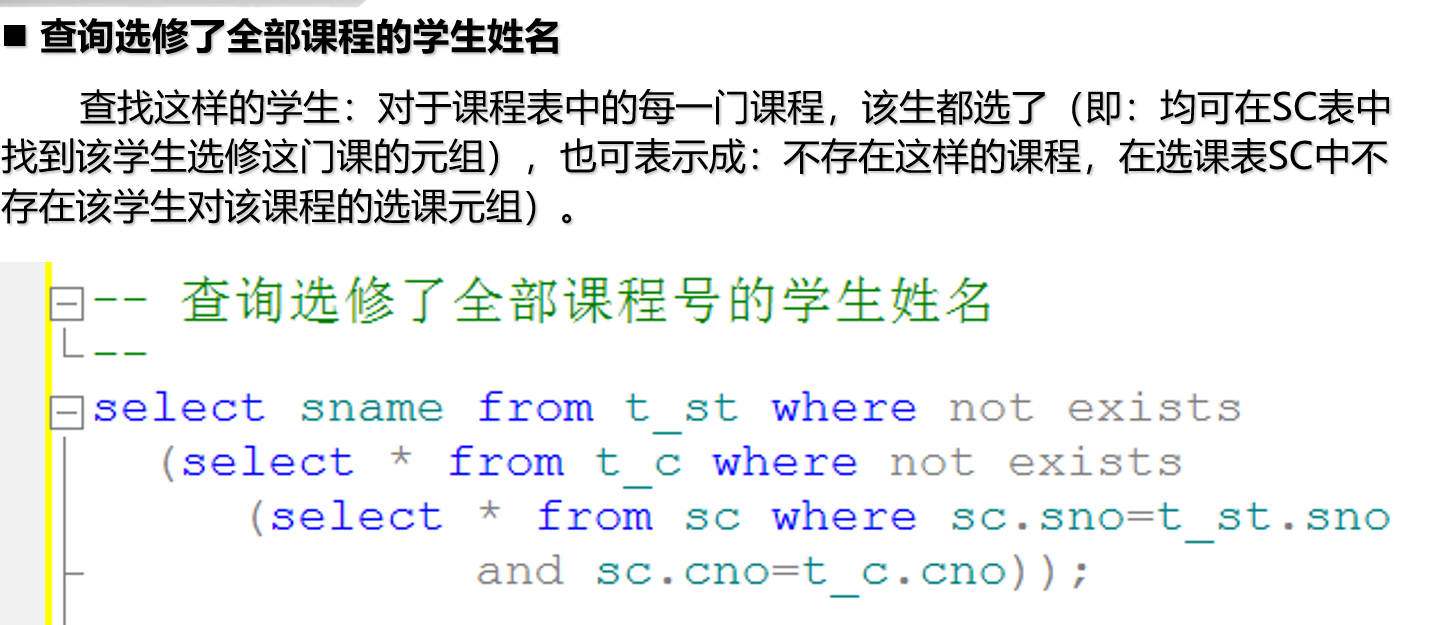 ■ 查询选修了全部课程的学生姓名
查找这样的学生：对于课程表中的每一门课程，该生都选了（即：均可在SC表中
找到该学生选修这门课的元组），也可表示成：不存在这样的课程，在选课表SC中不
存在该学生对该课程的选课元组）。
-- 查询选修了全部课程号的学生姓名
--
select sname from t_st where not exists
(select * from t_c where not exists
(select * from sc where sc.sno=t_st.sno
and sc.cno=t_c.cno));